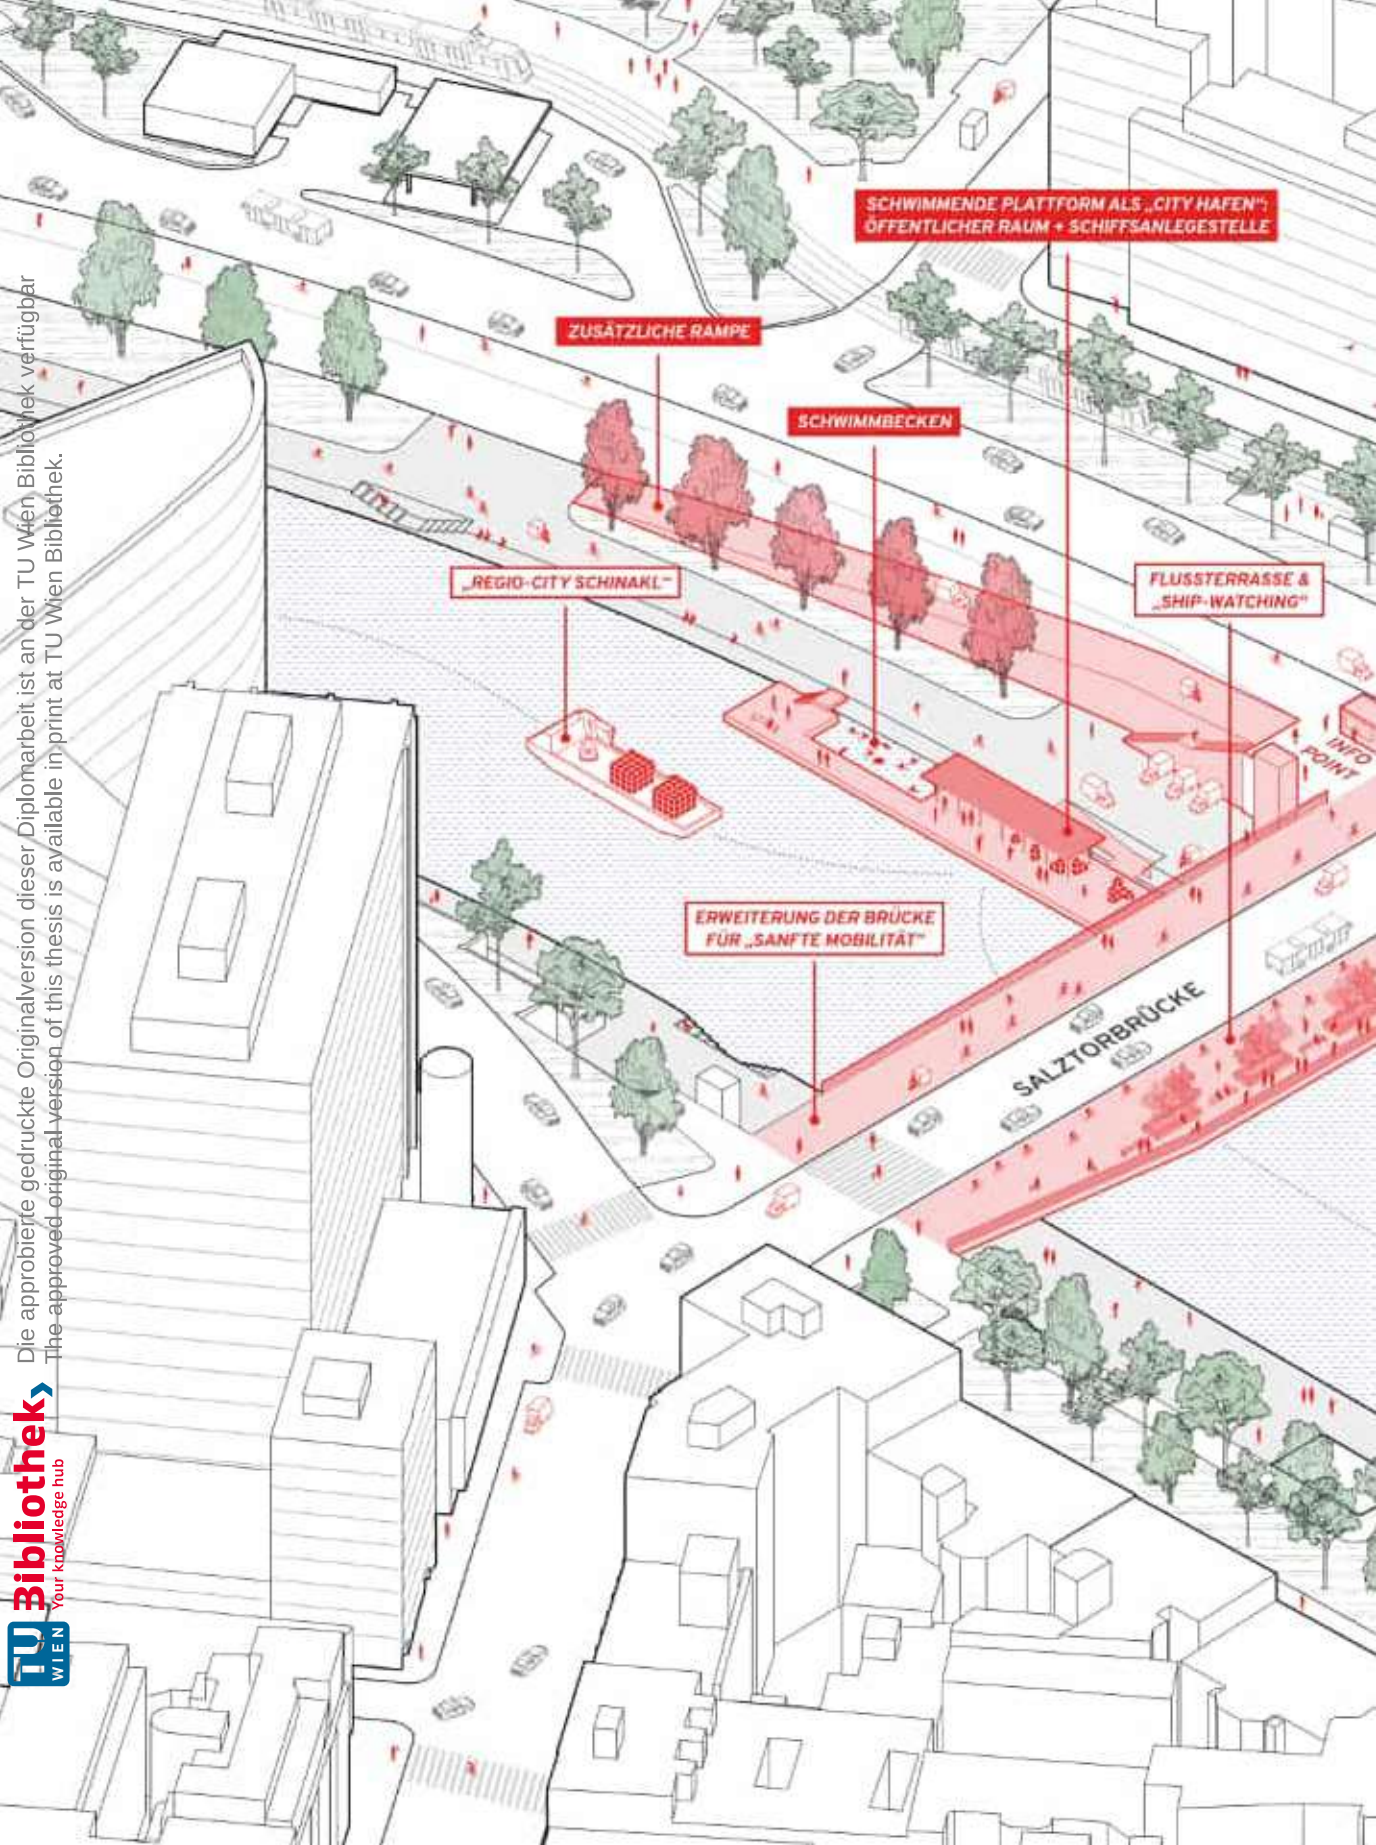 SCHWIMMENDE PLATTFORM ALS „CITY HAFEN“:
ÖFFENTLICHER RAUM + SCHIFFSANLEGESTELLE
ZUSÄTZLICHE RAMPE
SCHWIMMBECKEN
„REGIO-CITY SCHINAKL“
FLUSSTERRASSE &
„SHIP-WATCHING“
INFO
POINT
ERWEITERUNG DER BRÜCKE
FÜR „SANFTE MOBILITÄT“
SALZTORBRÜCKE
Die approbierte gedruckte Originalversion dieser Diplomarbeit ist an der TU Wien Bibliothek verfügbar
The approved original version of this thesis is available in print at TU Wien Bibliothek.
TU WIEN Bibliothek
Your knowledge hub